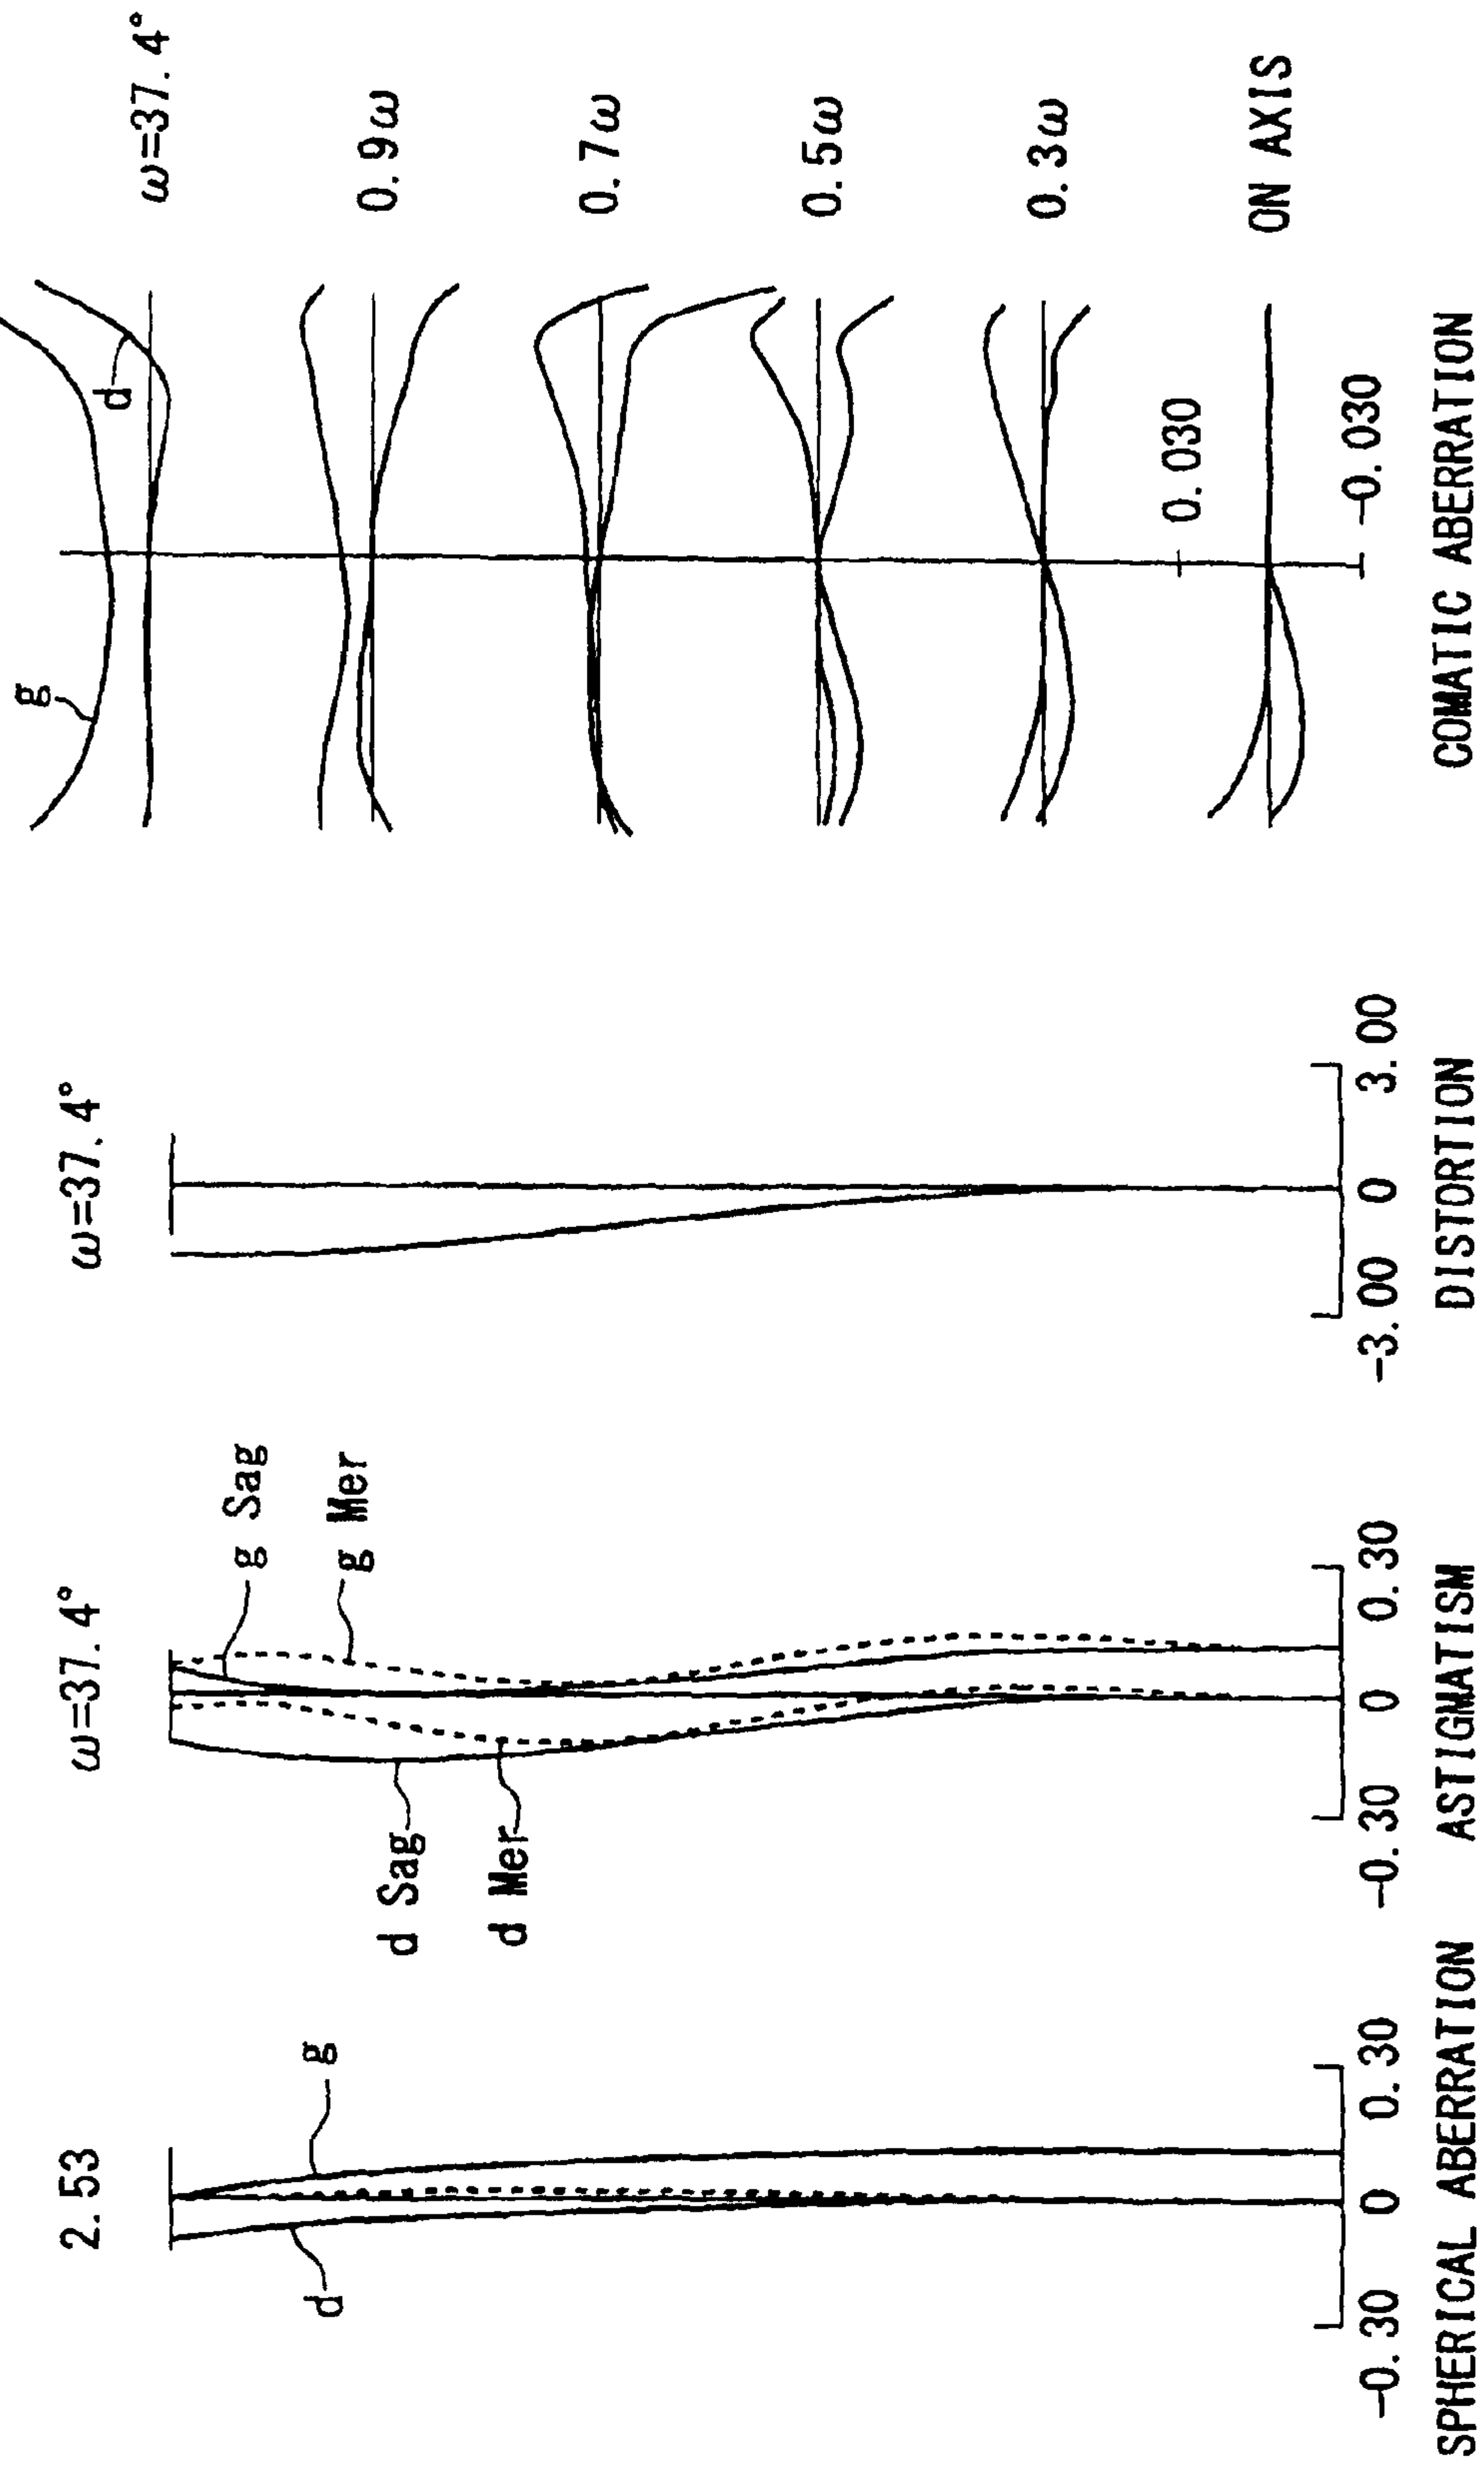 2.53
g
d
-0.30 0 0.30
SPHERICAL ABERRATION
ω=37.4°
g Sag
g Mer
d Sag
d Mer
-0.30 0 0.30
ASTIGMATISM
ω=37.4°
-3.00 0 3.00
DISTORTION
g
d
ω=37.4°
0.9ω
0.7ω
0.5ω
0.3ω
0.030
ON AXIS
-0.030
COMATIC ABERRATION